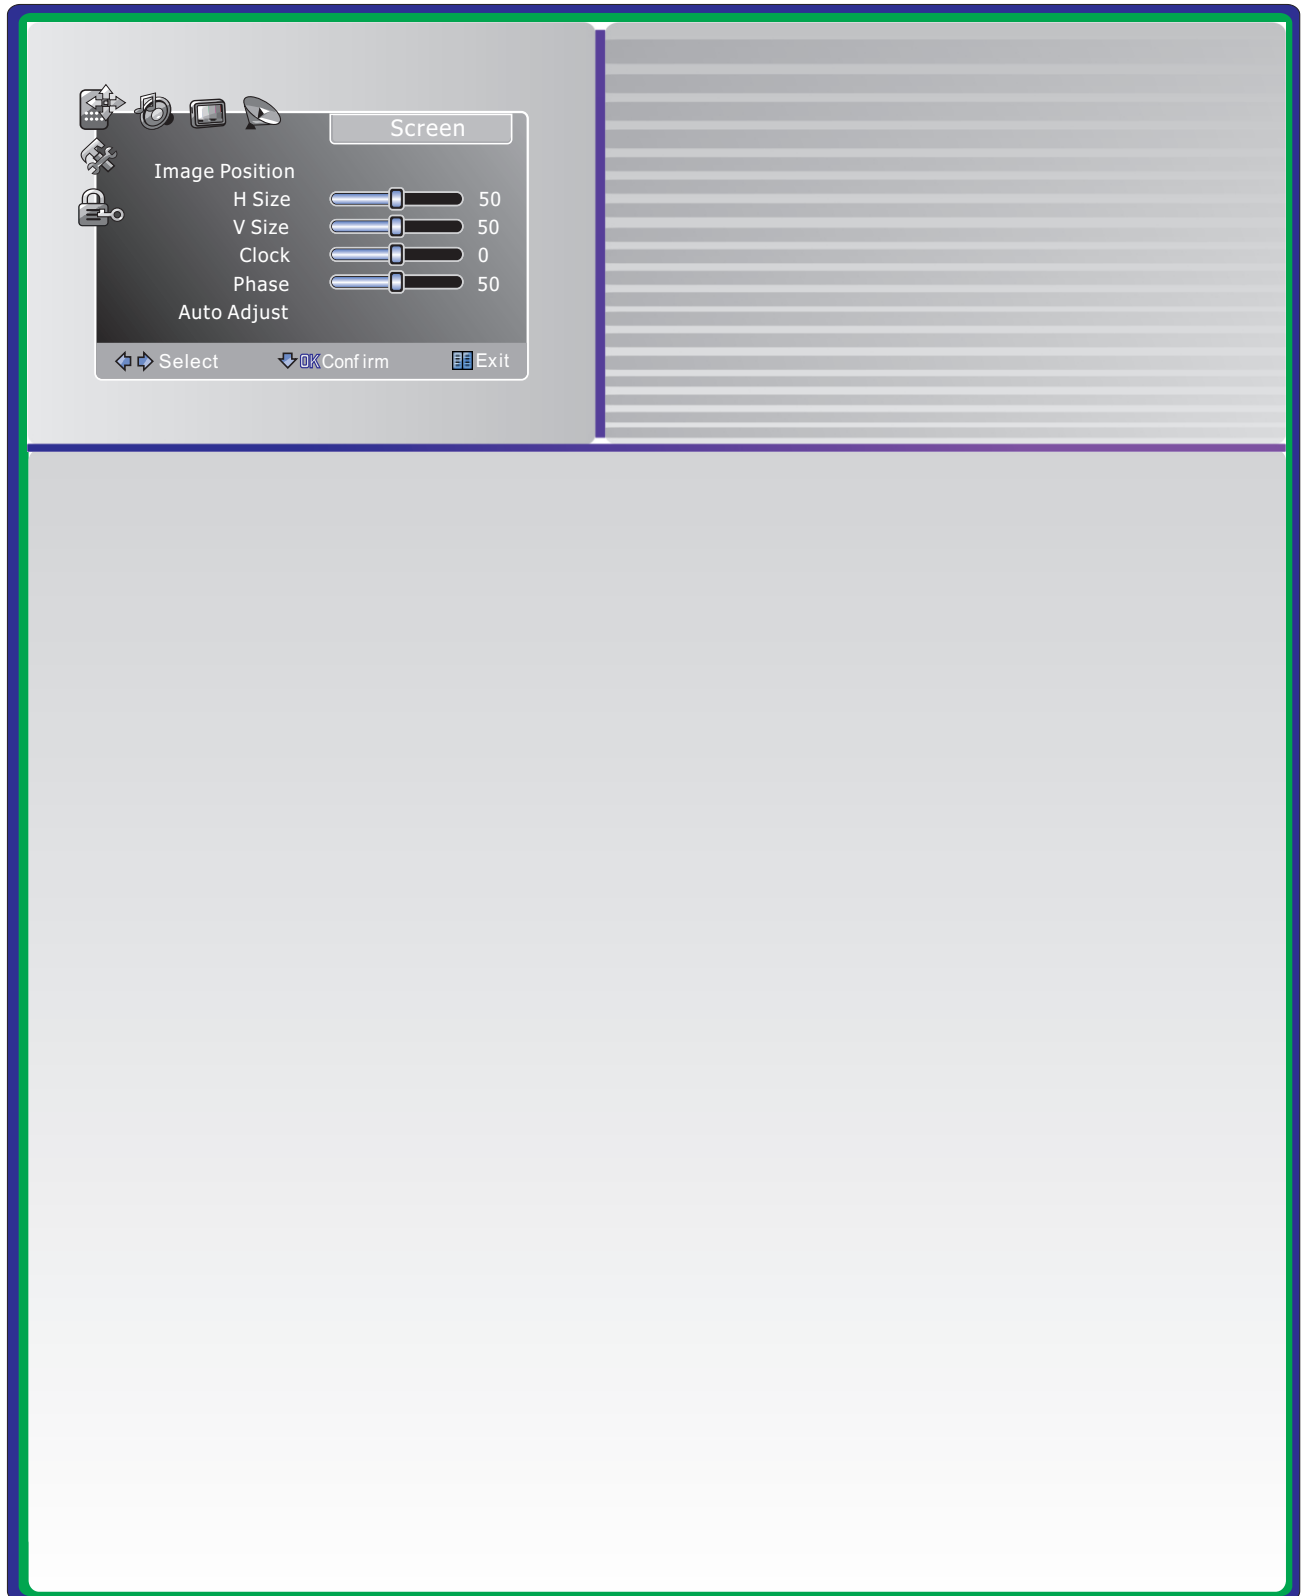 Screen
Image Position
H Size 50
V Size 50
Clock 0
Phase 50
Auto Adjust
Select OK Confirm Exit